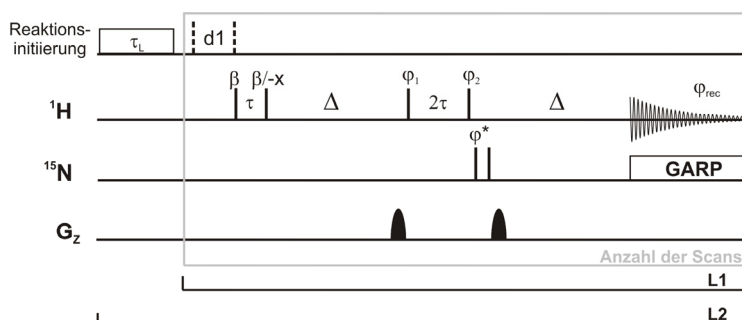 Reaktions-
initiierung
τL
d1
β β/-x φ1 φ2 φrec
τ Δ 2τ Δ
1H
φ*
15N
GARP
Gz
Anzahl der Scans
L1
L2